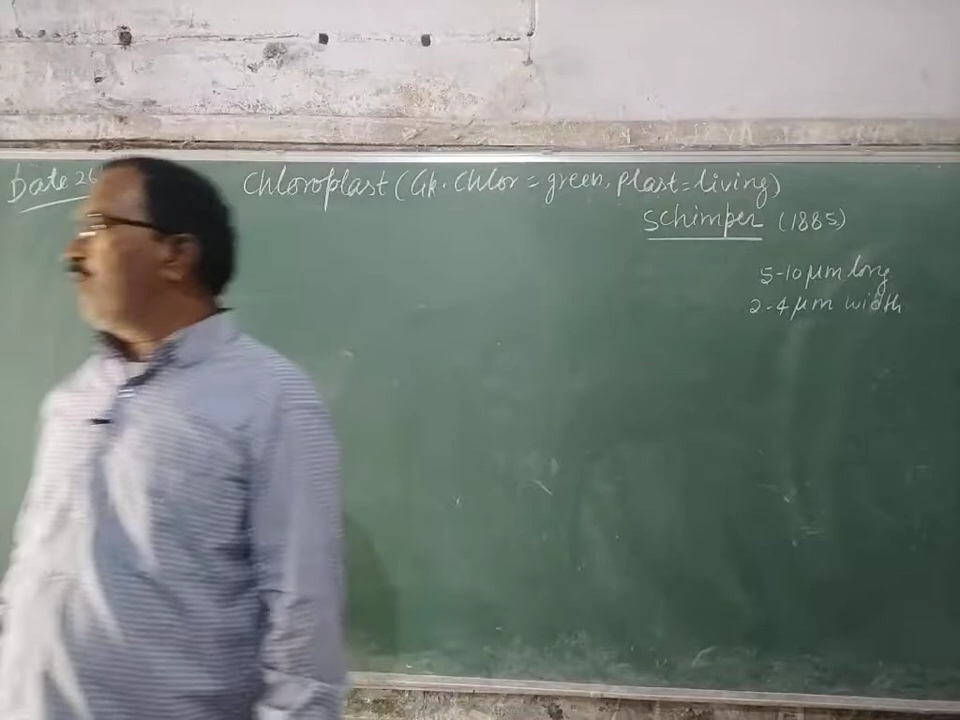 Date 26
Chloroplast (Gk. Chlor = green, Plast = living)
Schimper (1885)
5-10 μm long
2-4 μm width